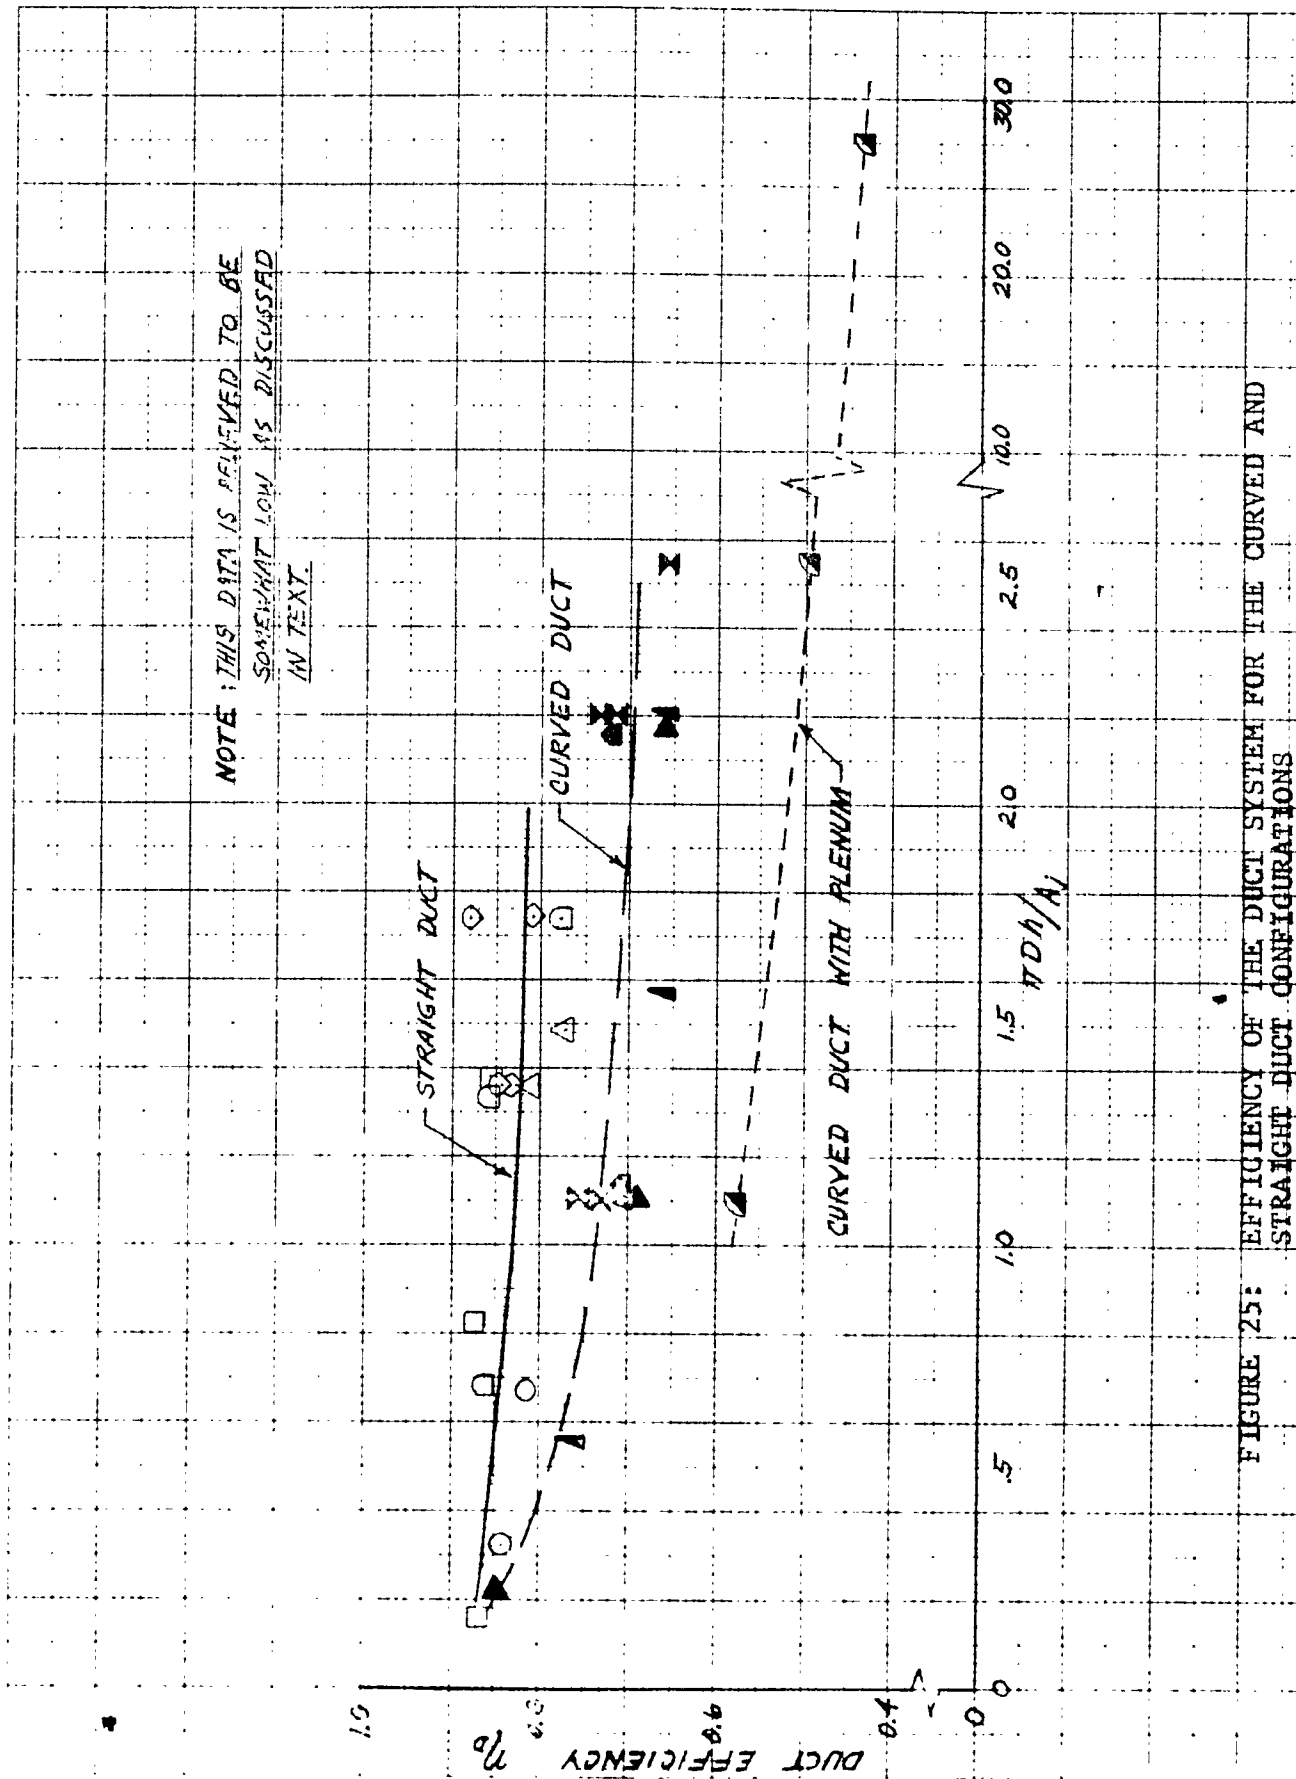 NOTE: THIS DATA IS BELIEVED TO BE
SOMEWHAT LOW AS DISCUSSED
IN TEXT.
STRAIGHT DUCT
CURVED DUCT
CURVED DUCT WITH PLENUM
DUCT EFFICIENCY ηD
1.0
0.8
0.6
0.4
0
0
.5
1.0
1.5
2.0
2.5
10.0
20.0
30.0
πDh/Aj
FIGURE 25: EFFICIENCY OF THE DUCT SYSTEM FOR THE CURVED AND
STRAIGHT DUCT CONFIGURATIONS